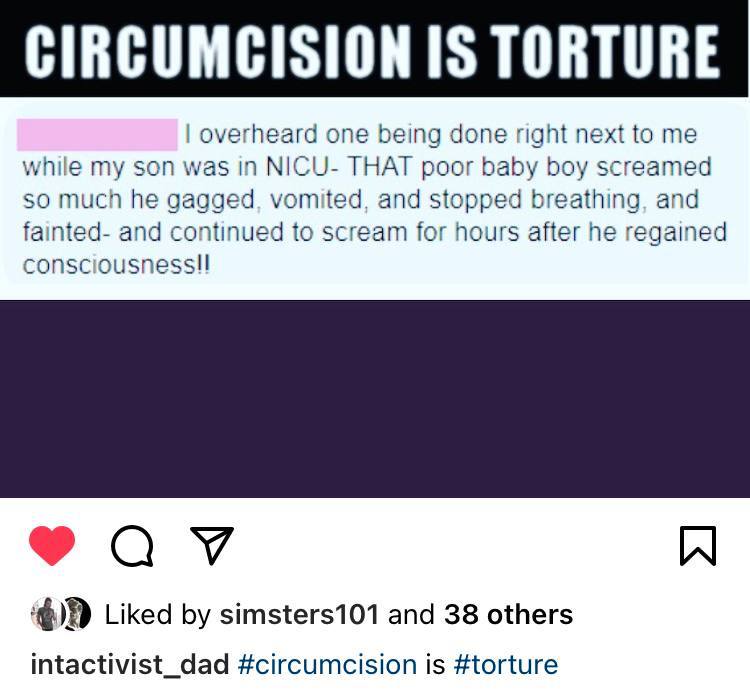 CIRCUMCISION IS TORTURE
I overheard one being done right next to me
while my son was in NICU- THAT poor baby boy screamed
so much he gagged, vomited, and stopped breathing, and
fainted- and continued to scream for hours after he regained
consciousness!!
Liked by simsters101 and 38 others
intactivist_dad #circumcision is #torture